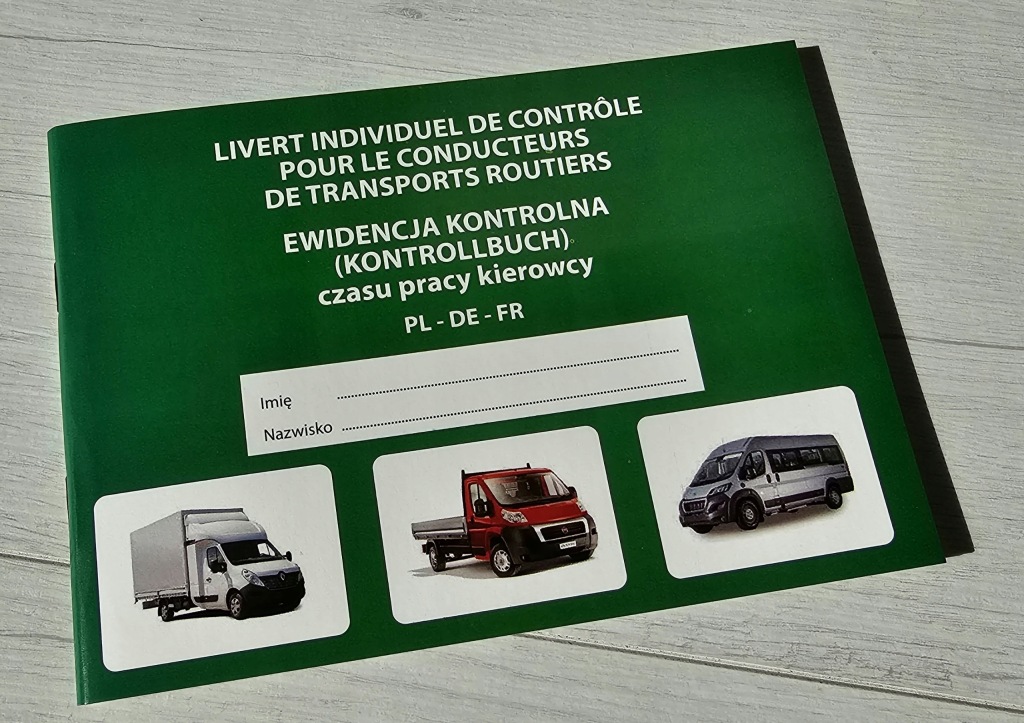 LIVERT INDIVIDUEL DE CONTRÔLE
POUR LE CONDUCTEURS
DE TRANSPORTS ROUTIERS
EWIDENCJA KONTROLNA
(KONTROLLBUCH)
czasu pracy kierowcy
PL - DE - FR
Imię ........................................................
Nazwisko ........................................................